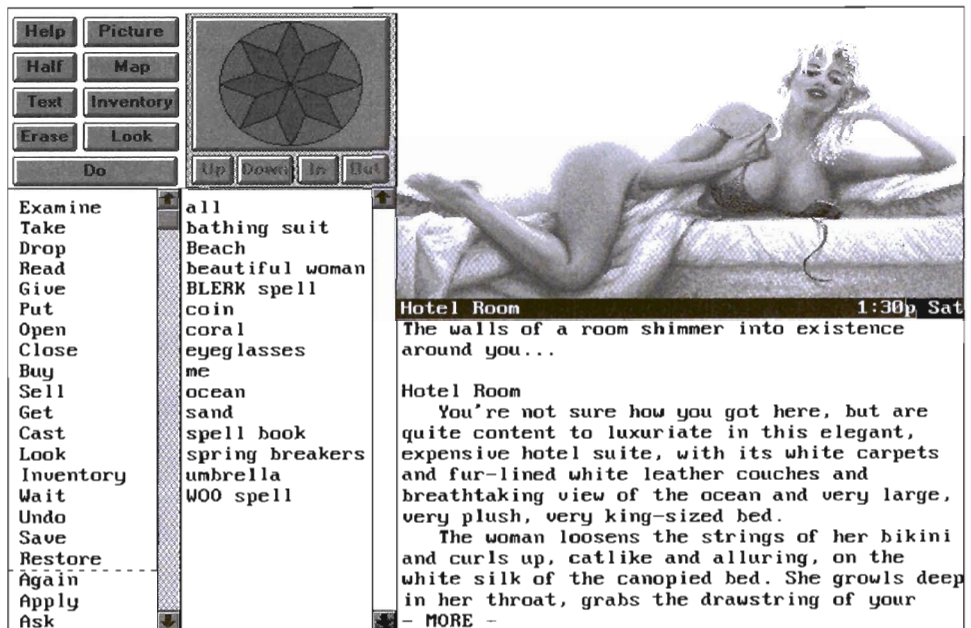 Help Picture
Half Map
Text Inventory
Erase Look
Do
Up Down In Out
Examine
Take
Drop
Read
Give
Put
Open
Close
Buy
Sell
Get
Cast
Look
Inventory
Wait
Undo
Save
Restore
Again
Apply
Ask
all
bathing suit
Beach
beautiful woman
BLERK spell
coin
coral
eyeglasses
me
ocean
sand
spell book
spring breakers
umbrella
WOO spell
Hotel Room 1:30p Sat
The walls of a room shimmer into existence
around you...
Hotel Room
You're not sure how you got here, but are
quite content to luxuriate in this elegant,
expensive hotel suite, with its white carpets
and fur-lined white leather couches and
breathtaking view of the ocean and very large,
very plush, very king-sized bed.
The woman loosens the strings of her bikini
and curls up, catlike and alluring, on the
white silk of the canopied bed. She growls deep
in her throat, grabs the drawstring of your
- MORE -